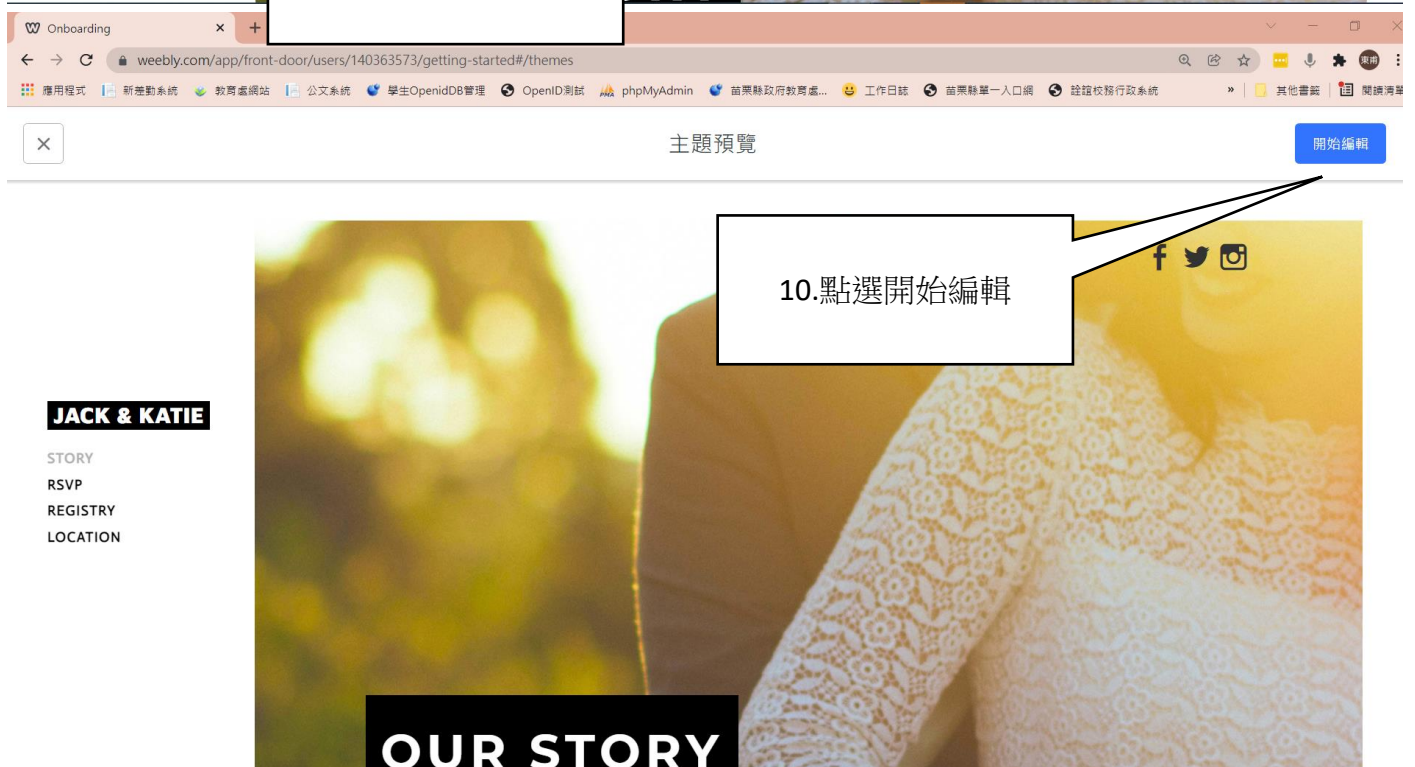 Onboarding
weebly.com/app/front-door/users/140363573/getting-started#/themes
應用程式 新差勤系統 教育處網站 公文系統 學生OpenidDB管理 OpenID測試 phpMyAdmin 苗栗縣政府教育處... 工作日誌 苗栗縣單一入口網 詮誼校務行政系統 » 其他書籤 閱讀清單
主題預覽
開始編輯
10.點選開始編輯
JACK & KATIE
STORY
RSVP
REGISTRY
LOCATION
OUR STORY